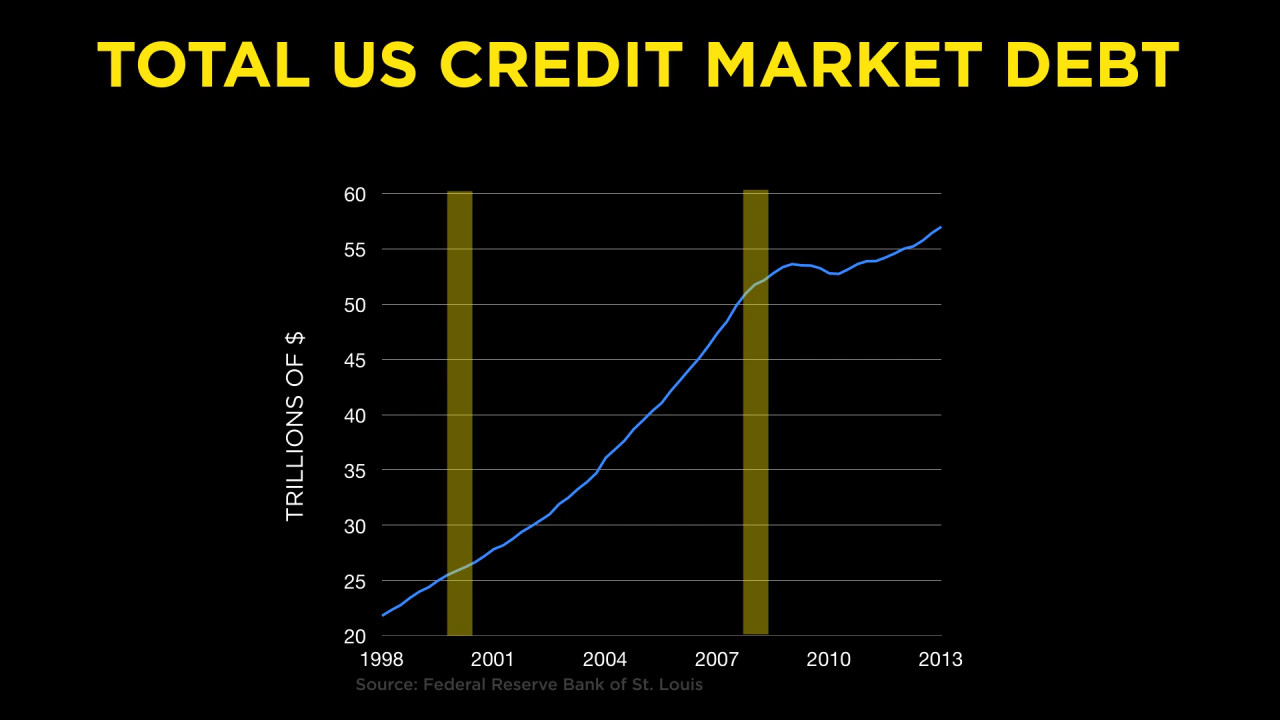 TOTAL US CREDIT MARKET DEBT
60
55
50
45
40
35
30
25
20
TRILLIONS OF $
1998 2001 2004 2007 2010 2013
Source: Federal Reserve Bank of St. Louis